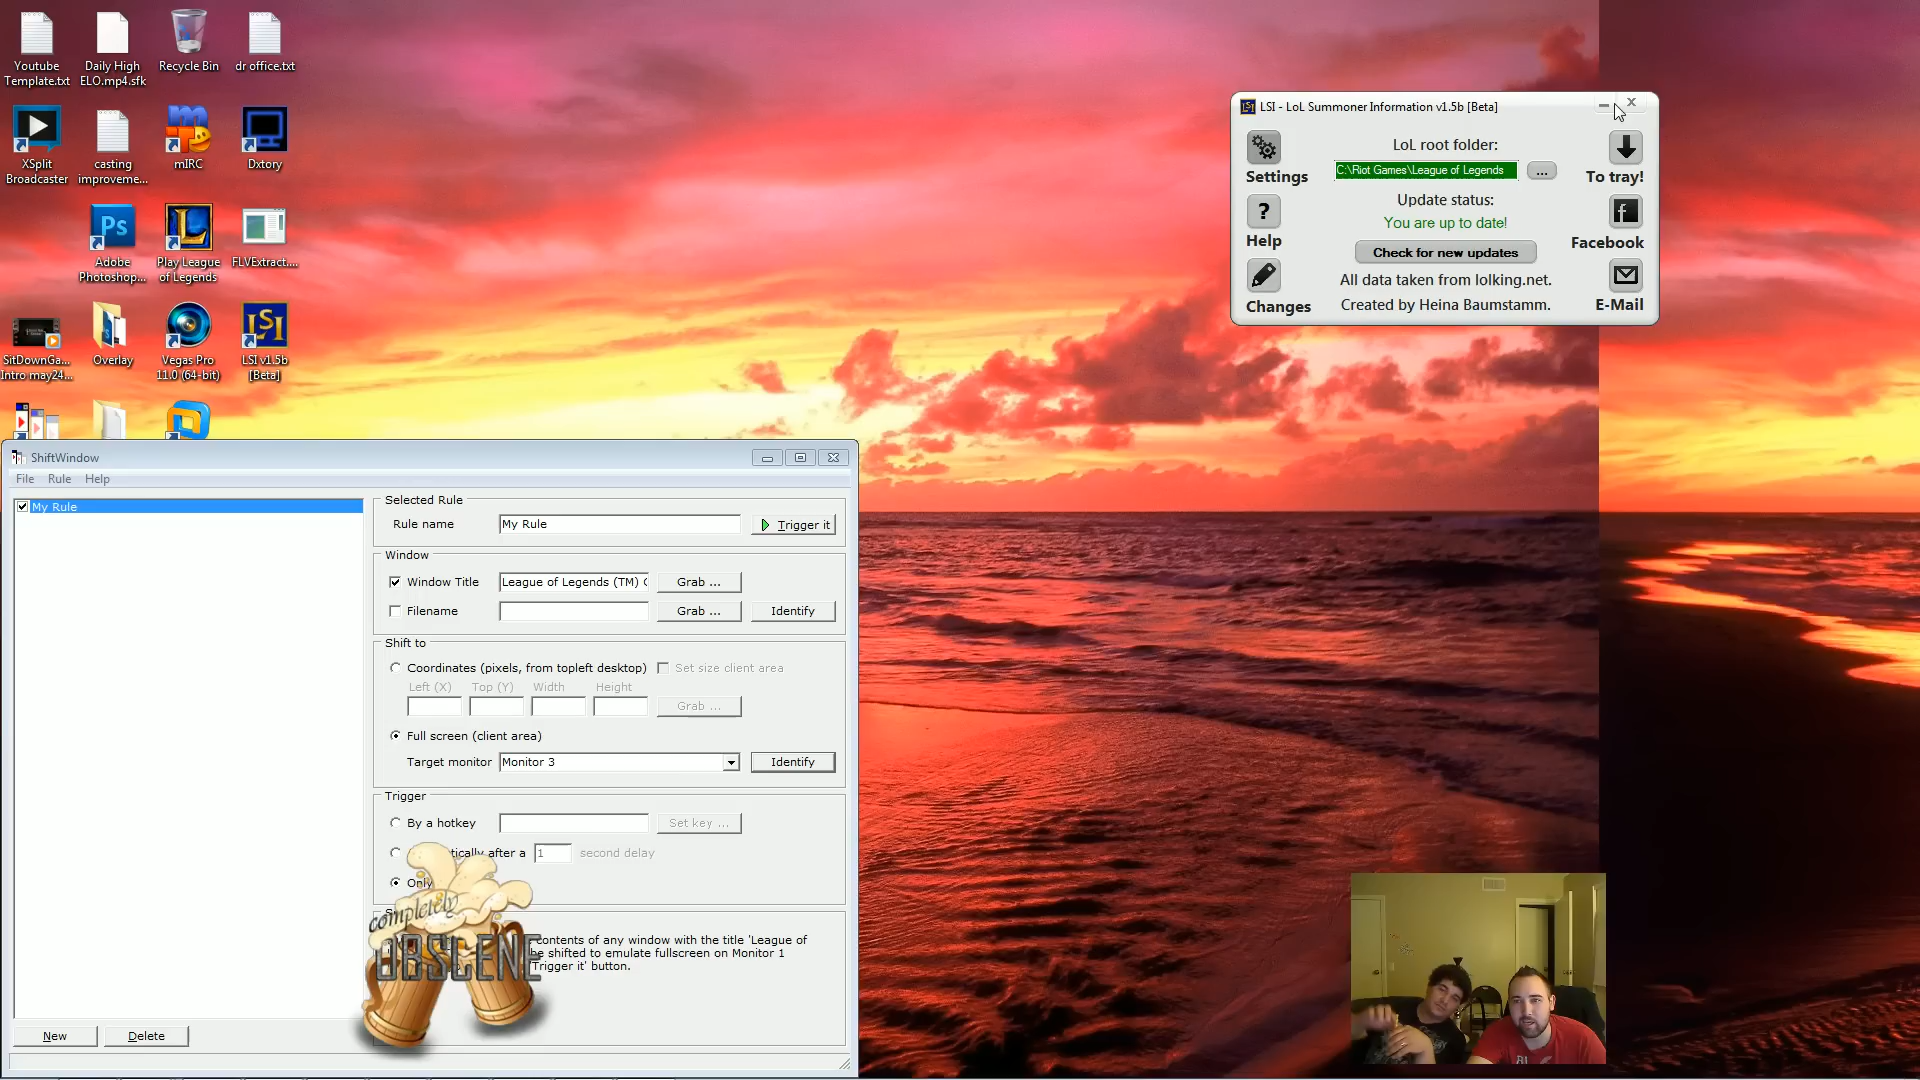 Youtube
Template.txt
Daily High
ELO.mp4.sfk
Recycle Bin
dr office.txt
XSplit
Broadcaster
casting
improveme...
mIRC
Dxtory
Ps
Adobe
Photoshop...
Play League
of Legends
FLVExtract....
SitDownGa...
Intro may24...
Overlay
Vegas Pro
11.0 (64-bit)
LSI
LSI v1.5b
[Beta]
LSI - LoL Summoner Information v1.5b [Beta]
Settings
LoL root folder:
C:\Riot Games\League of Legends
...
To tray!
Update status:
You are up to date!
Help
Facebook
Check for new updates
All data taken from lolking.net.
Changes
Created by Heina Baumstamm.
E-Mail
ShiftWindow
File Rule Help
My Rule
Selected Rule
Rule name
My Rule
Trigger it
Window
Window Title
League of Legends (TM) C
Grab ...
Filename
Grab ...
Identify
Shift to
Coordinates (pixels, from topleft desktop)
Set size client area
Left (X) Top (Y) Width Height
Grab ...
Full screen (client area)
Target monitor
Monitor 3
Identify
Trigger
By a hotkey
Set key ...
tically after a
1
second delay
Only
completely
OBSCENE
contents of any window with the title 'League of
be shifted to emulate fullscreen on Monitor 1
'Trigger it' button.
New
Delete